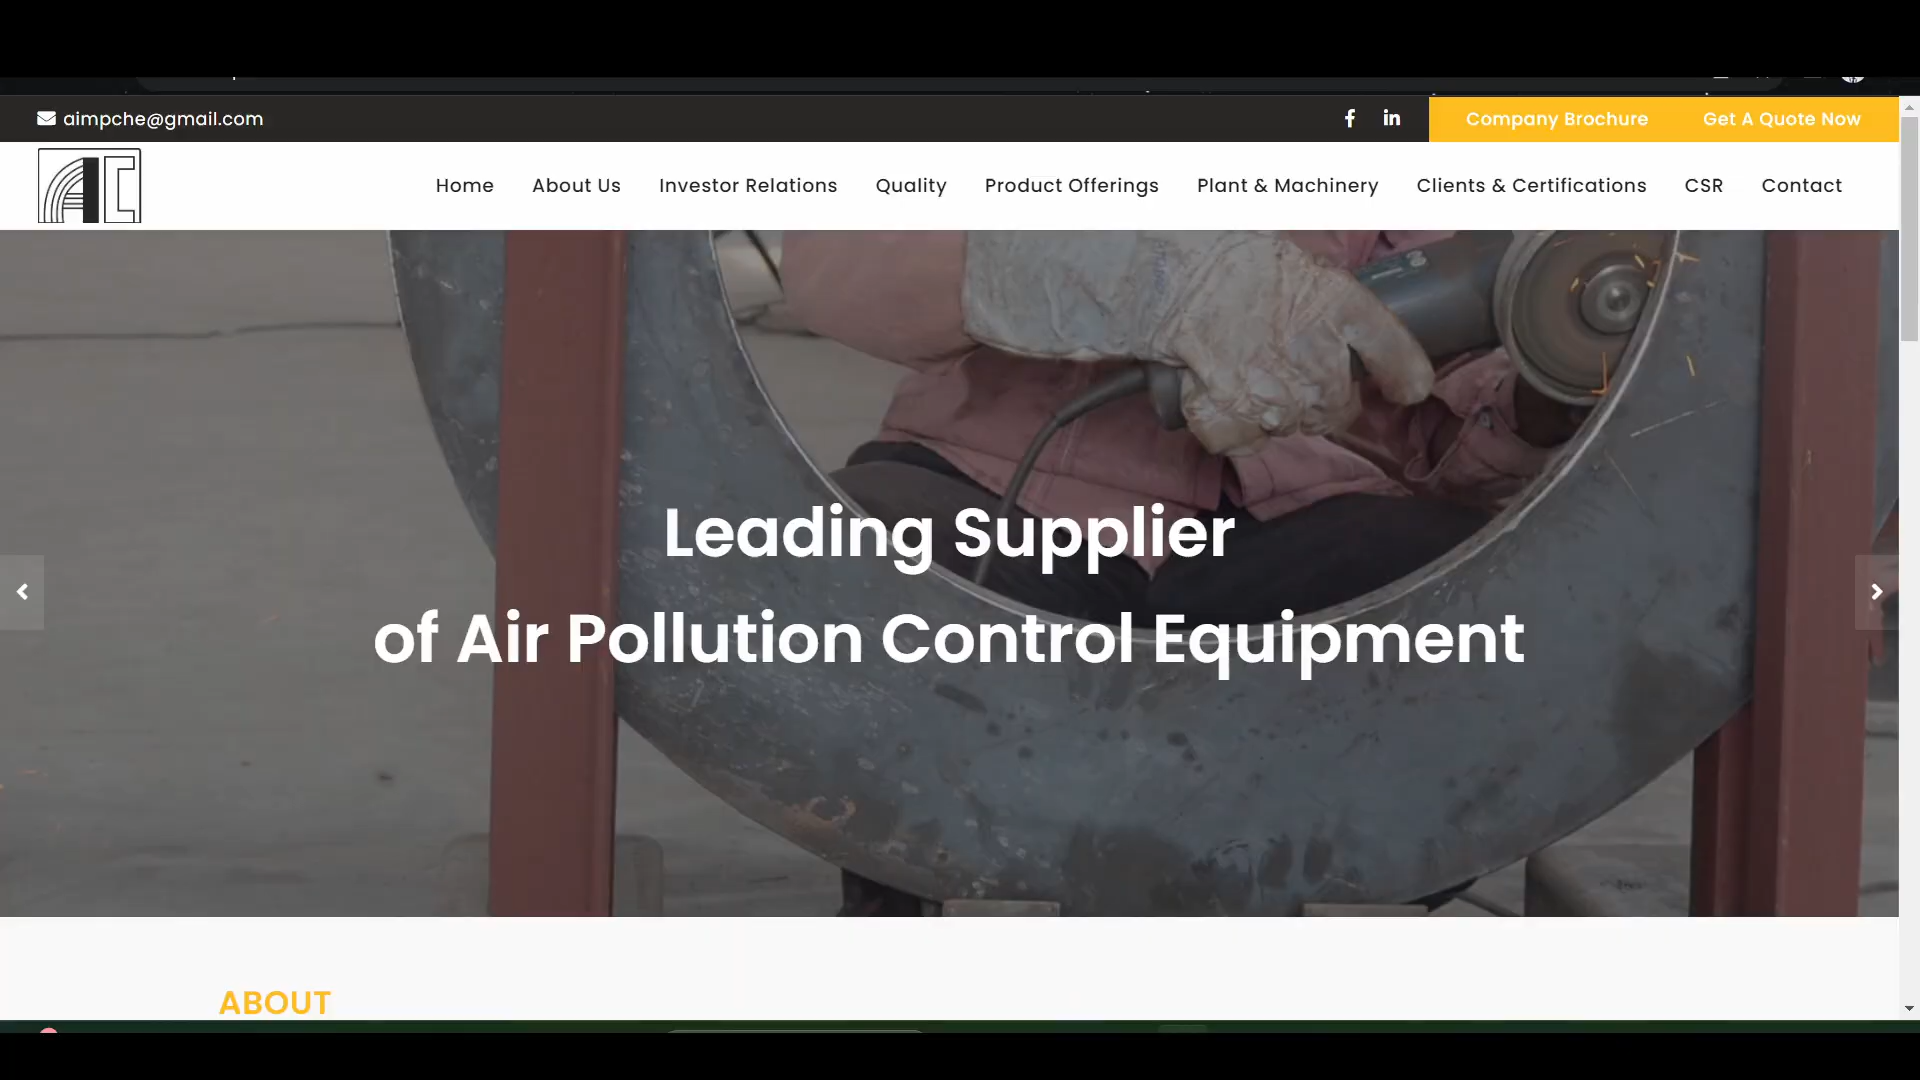 aimpche@gmail.com
Company Brochure
Get A Quote Now
AC
Home
About Us
Investor Relations
Quality
Product Offerings
Plant & Machinery
Clients & Certifications
CSR
Contact
Leading Supplier
of Air Pollution Control Equipment
ABOUT